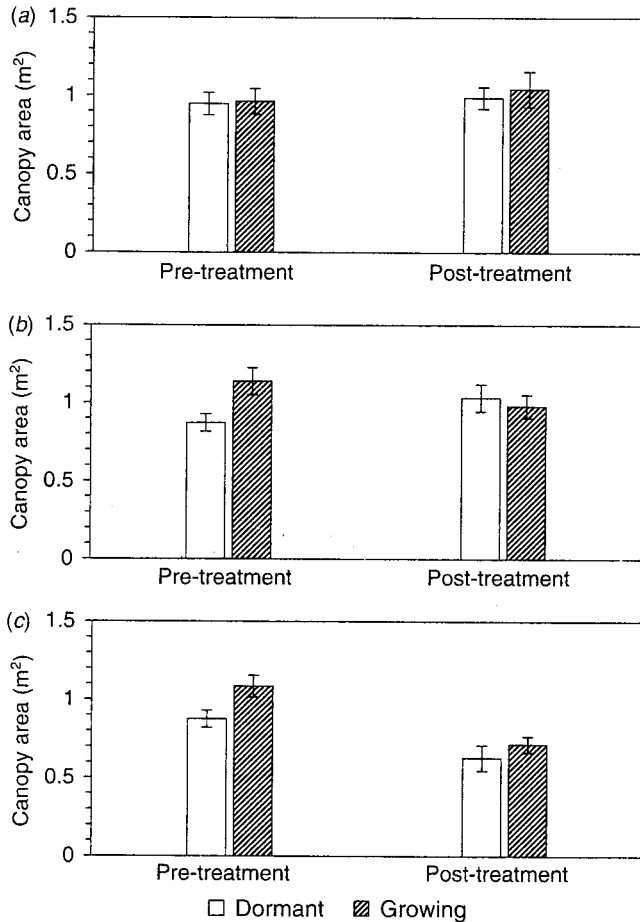 (a)
1.5
1
0.5
0
Canopy area (m²)
Pre-treatment Post-treatment
(b)
1.5
1
0.5
0
Canopy area (m²)
Pre-treatment Post-treatment
(c)
1.5
1
0.5
0
Canopy area (m²)
Pre-treatment Post-treatment
Dormant Growing